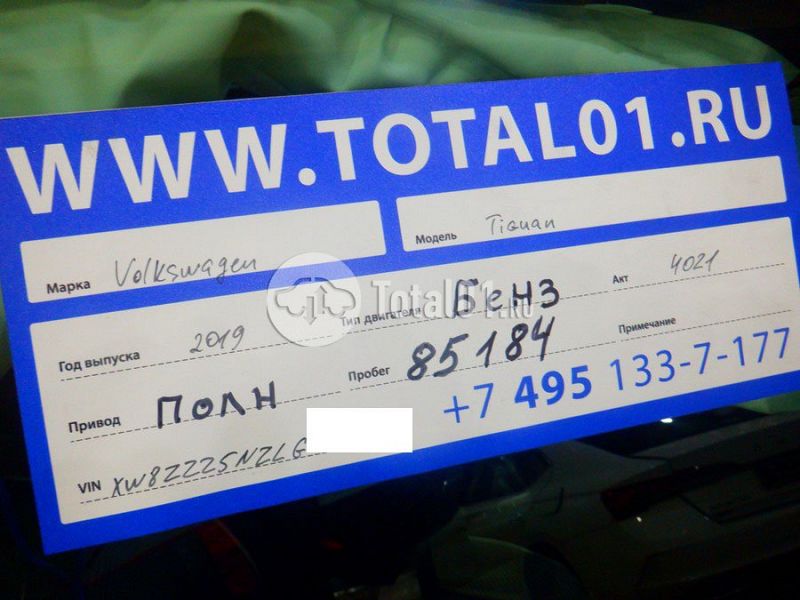 WWW.TOTAL01.RU
Марка Volkswagen Модель Tiguan
Год выпуска 2019 Тип двигателя Бенз Акт 4021
Total01.RU
Привод Полн Пробег 85184 Примечание
+7 495 133-7-177
VIN XW8ZZZ5NZLG